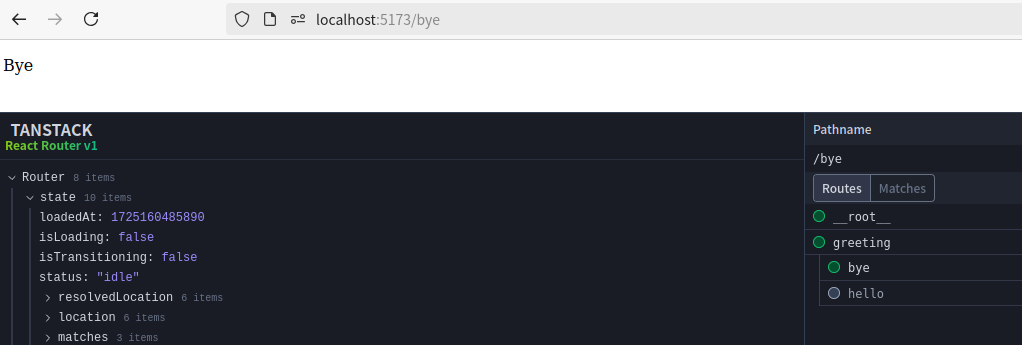 localhost:5173/bye
Bye
TANSTACK
React Router v1
Router 8 items
state 10 items
loadedAt: 1725160485890
isLoading: false
isTransitioning: false
status: "idle"
resolvedLocation 6 items
location 6 items
matches 3 items
Pathname
/bye
Routes Matches
__root__
greeting
bye
hello